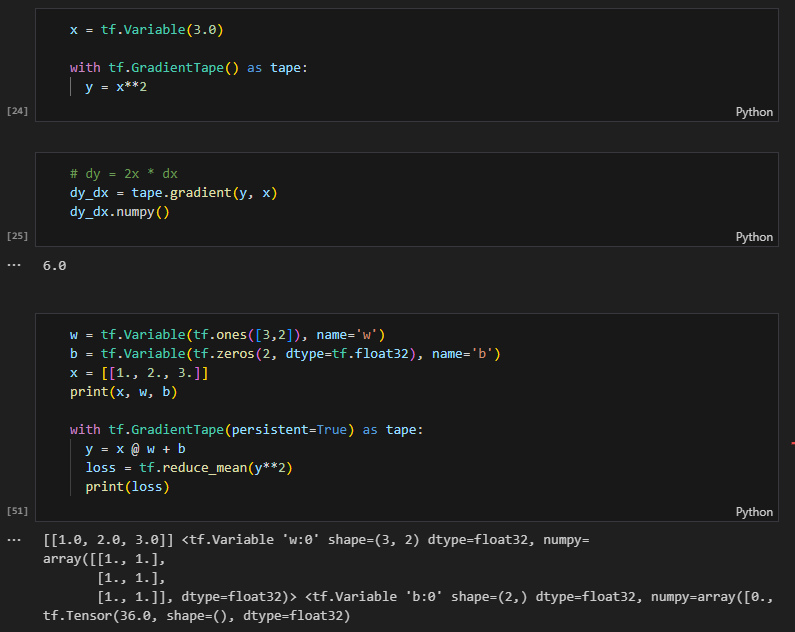 x = tf.Variable(3.0)
with tf.GradientTape() as tape:
  y = x**2
[24]
Python
# dy = 2x * dx
dy_dx = tape.gradient(y, x)
dy_dx.numpy()
[25]
Python
... 6.0
w = tf.Variable(tf.ones([3,2]), name='w')
b = tf.Variable(tf.zeros(2, dtype=tf.float32), name='b')
x = [[1., 2., 3.]]
print(x, w, b)
with tf.GradientTape(persistent=True) as tape:
  y = x @ w + b
  loss = tf.reduce_mean(y**2)
  print(loss)
[51]
Python
... [[1.0, 2.0, 3.0]] <tf.Variable 'w:0' shape=(3, 2) dtype=float32, numpy=
array([[1., 1.],
       [1., 1.],
       [1., 1.]], dtype=float32)> <tf.Variable 'b:0' shape=(2,) dtype=float32, numpy=array([0.,
tf.Tensor(36.0, shape=(), dtype=float32)